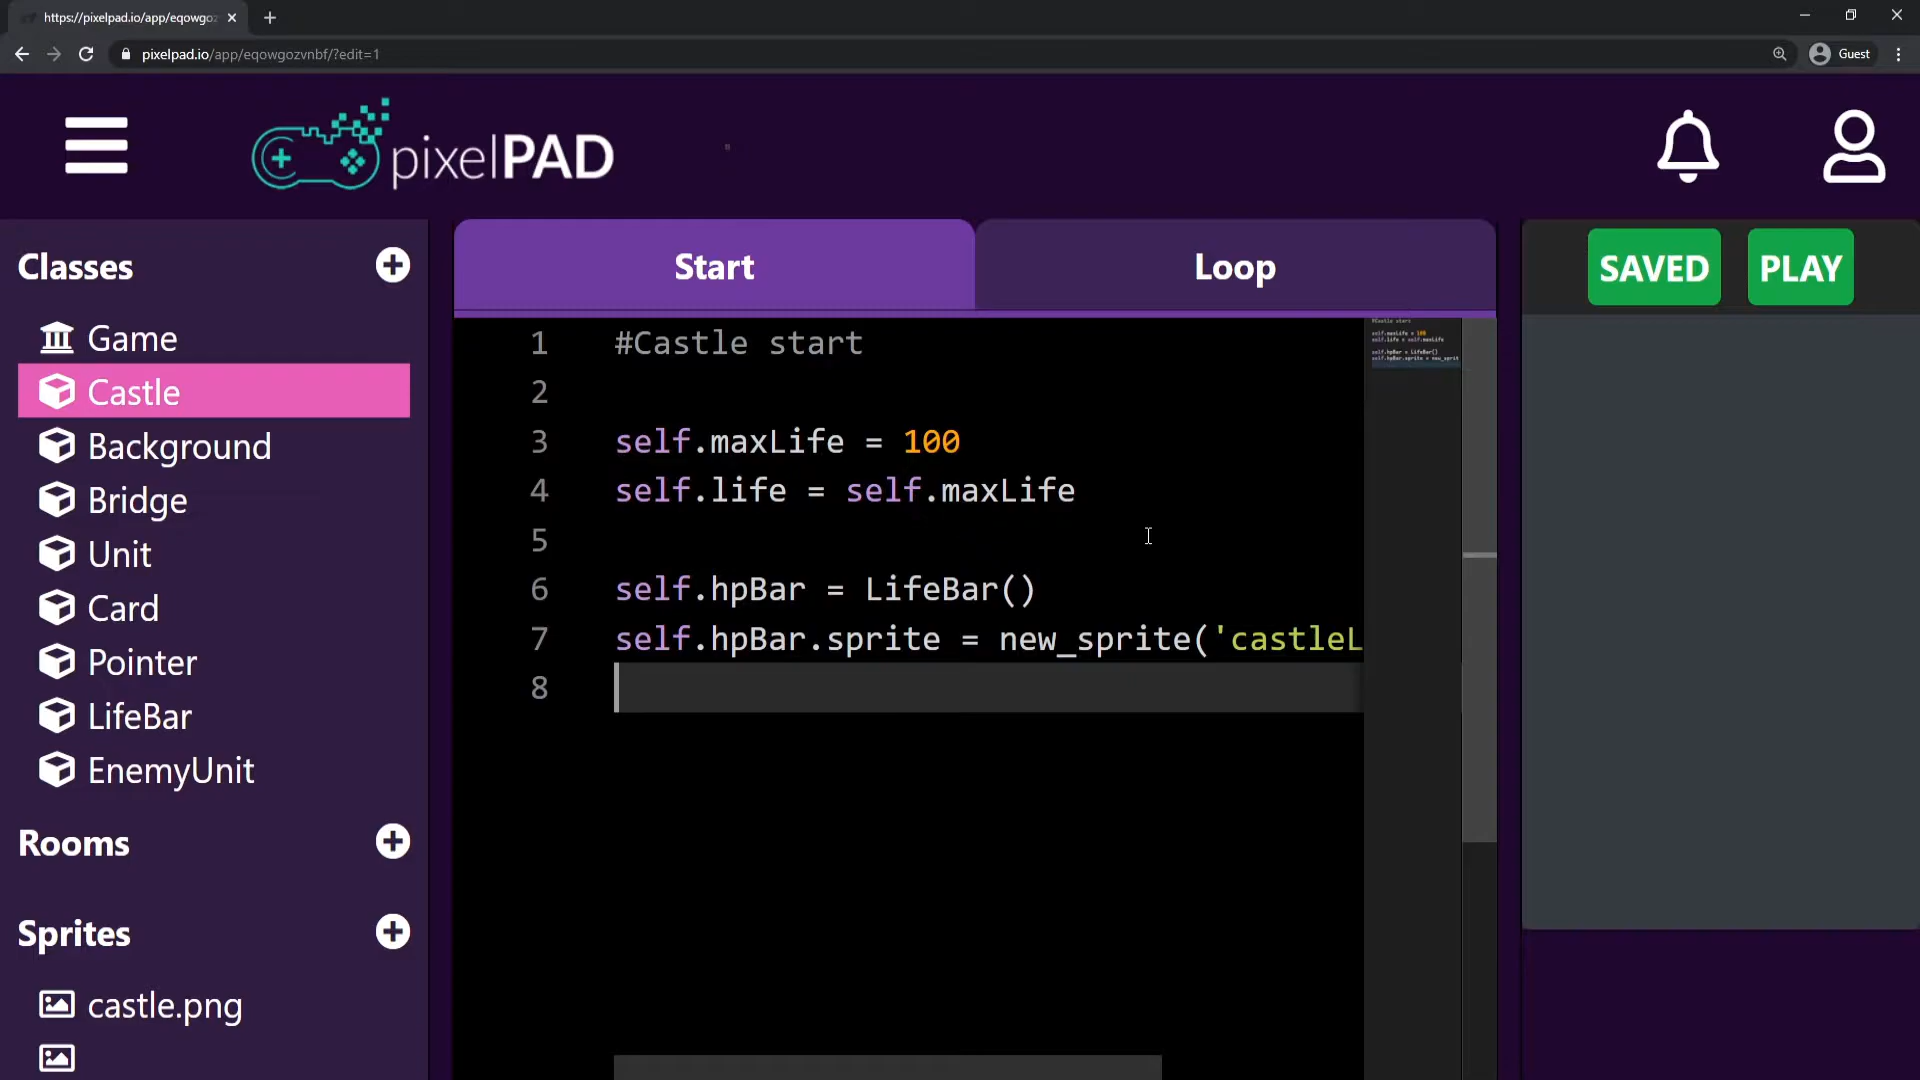 https://pixelpad.io/app/eqowgoz
pixelpad.io/app/eqowgozvnbf/?edit=1
Guest
pixelPAD
Classes
Game
Castle
Background
Bridge
Unit
Card
Pointer
LifeBar
EnemyUnit
Rooms
Sprites
castle.png
Start
Loop
1 #Castle start
2
3 self.maxLife = 100
4 self.life = self.maxLife
5
6 self.hpBar = LifeBar()
7 self.hpBar.sprite = new_sprite('castleL
8
SAVED
PLAY